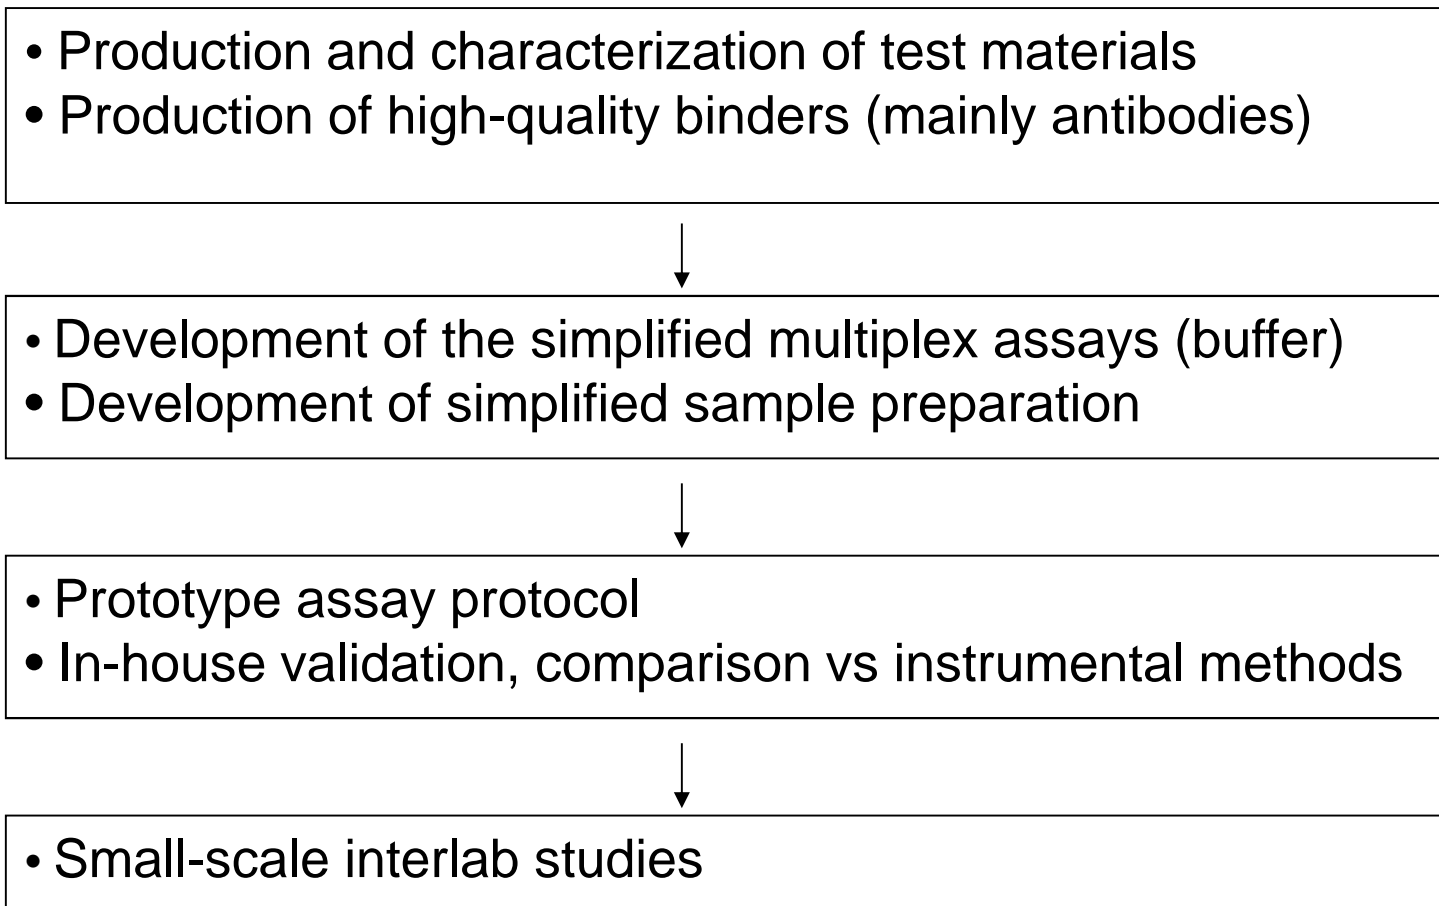 • Production and characterization of test materials
• Production of high-quality binders (mainly antibodies)
• Development of the simplified multiplex assays (buffer)
• Development of simplified sample preparation
• Prototype assay protocol
• In-house validation, comparison vs instrumental methods
• Small-scale interlab studies